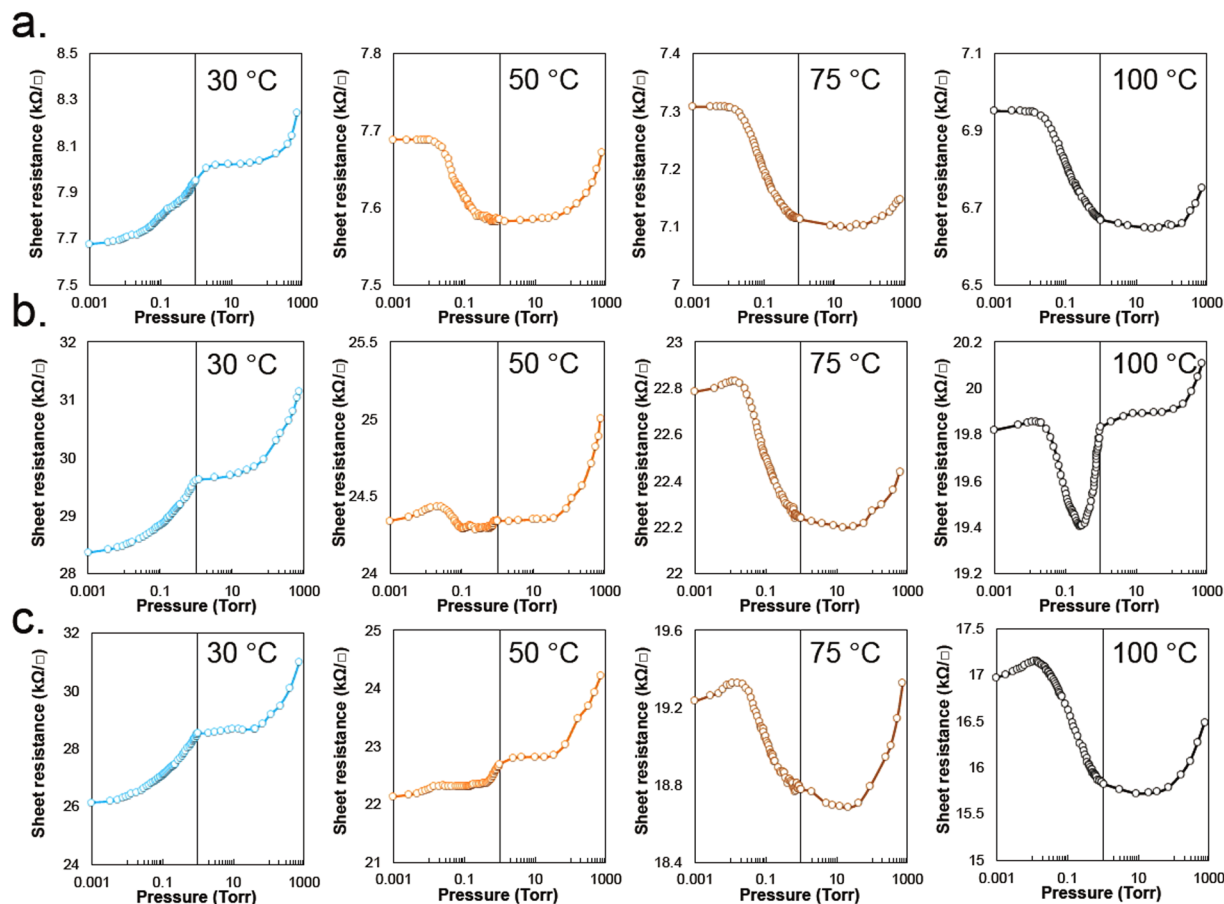 a.
Sheet resistance (kΩ/□)
8.5
8.3
8.1
7.9
7.7
7.5
30 °C
0.001 0.1 10 1000
Pressure (Torr)
Sheet resistance (kΩ/□)
7.8
7.7
7.6
7.5
50 °C
0.001 0.1 10 1000
Pressure (Torr)
Sheet resistance (kΩ/□)
7.4
7.3
7.2
7.1
7
75 °C
0.001 0.1 10 1000
Pressure (Torr)
Sheet resistance (kΩ/□)
7.1
6.9
6.7
6.5
100 °C
0.001 0.1 10 1000
Pressure (Torr)
b.
Sheet resistance (kΩ/□)
32
31
30
29
28
30 °C
0.001 0.1 10 1000
Pressure (Torr)
Sheet resistance (kΩ/□)
25.5
25
24.5
24
50 °C
0.001 0.1 10 1000
Pressure (Torr)
Sheet resistance (kΩ/□)
23
22.8
22.6
22.4
22.2
22
75 °C
0.001 0.1 10 1000
Pressure (Torr)
Sheet resistance (kΩ/□)
20.2
20
19.8
19.6
19.4
19.2
100 °C
0.001 0.1 10 1000
Pressure (Torr)
c.
Sheet resistance (kΩ/□)
32
30
28
26
24
30 °C
0.001 0.1 10 1000
Pressure (Torr)
Sheet resistance (kΩ/□)
25
24
23
22
21
50 °C
0.001 0.1 10 1000
Pressure (Torr)
Sheet resistance (kΩ/□)
19.6
19.2
18.8
18.4
75 °C
0.001 0.1 10 1000
Pressure (Torr)
Sheet resistance (kΩ/□)
17.5
17
16.5
16
15.5
15
100 °C
0.001 0.1 10 1000
Pressure (Torr)